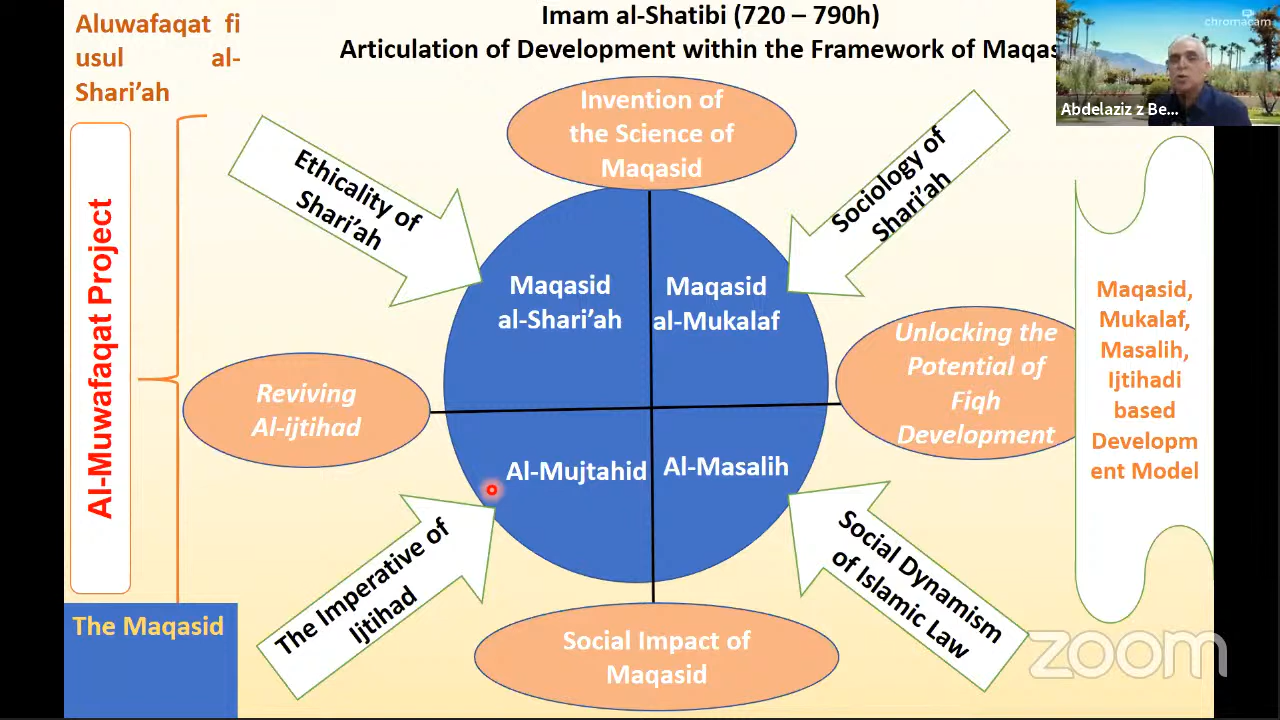 Aluwafaqat fi
usul al-
Shari'ah
Imam al-Shatibi (720 – 790h)
Articulation of Development within the Framework of Maqas
chromacam
Abdelaziz z Be...
Al-Muwafaqat Project
The Maqasid
Invention of
the Science of
Maqasid
Ethicality of
Shari'ah
Sociology of
Shari'ah
Maqasid
al-Shari'ah
Maqasid
al-Mukalaf
Reviving
Al-ijtihad
Unlocking the
Potential of
Fiqh
Development
Al-Mujtahid
Al-Masalih
The Imperative of
Ijtihad
Social Dynamism
of Islamic Law
Social Impact of
Maqasid
Maqasid,
Mukalaf,
Masalih,
Ijtihadi
based
Developm
ent Model
zoom